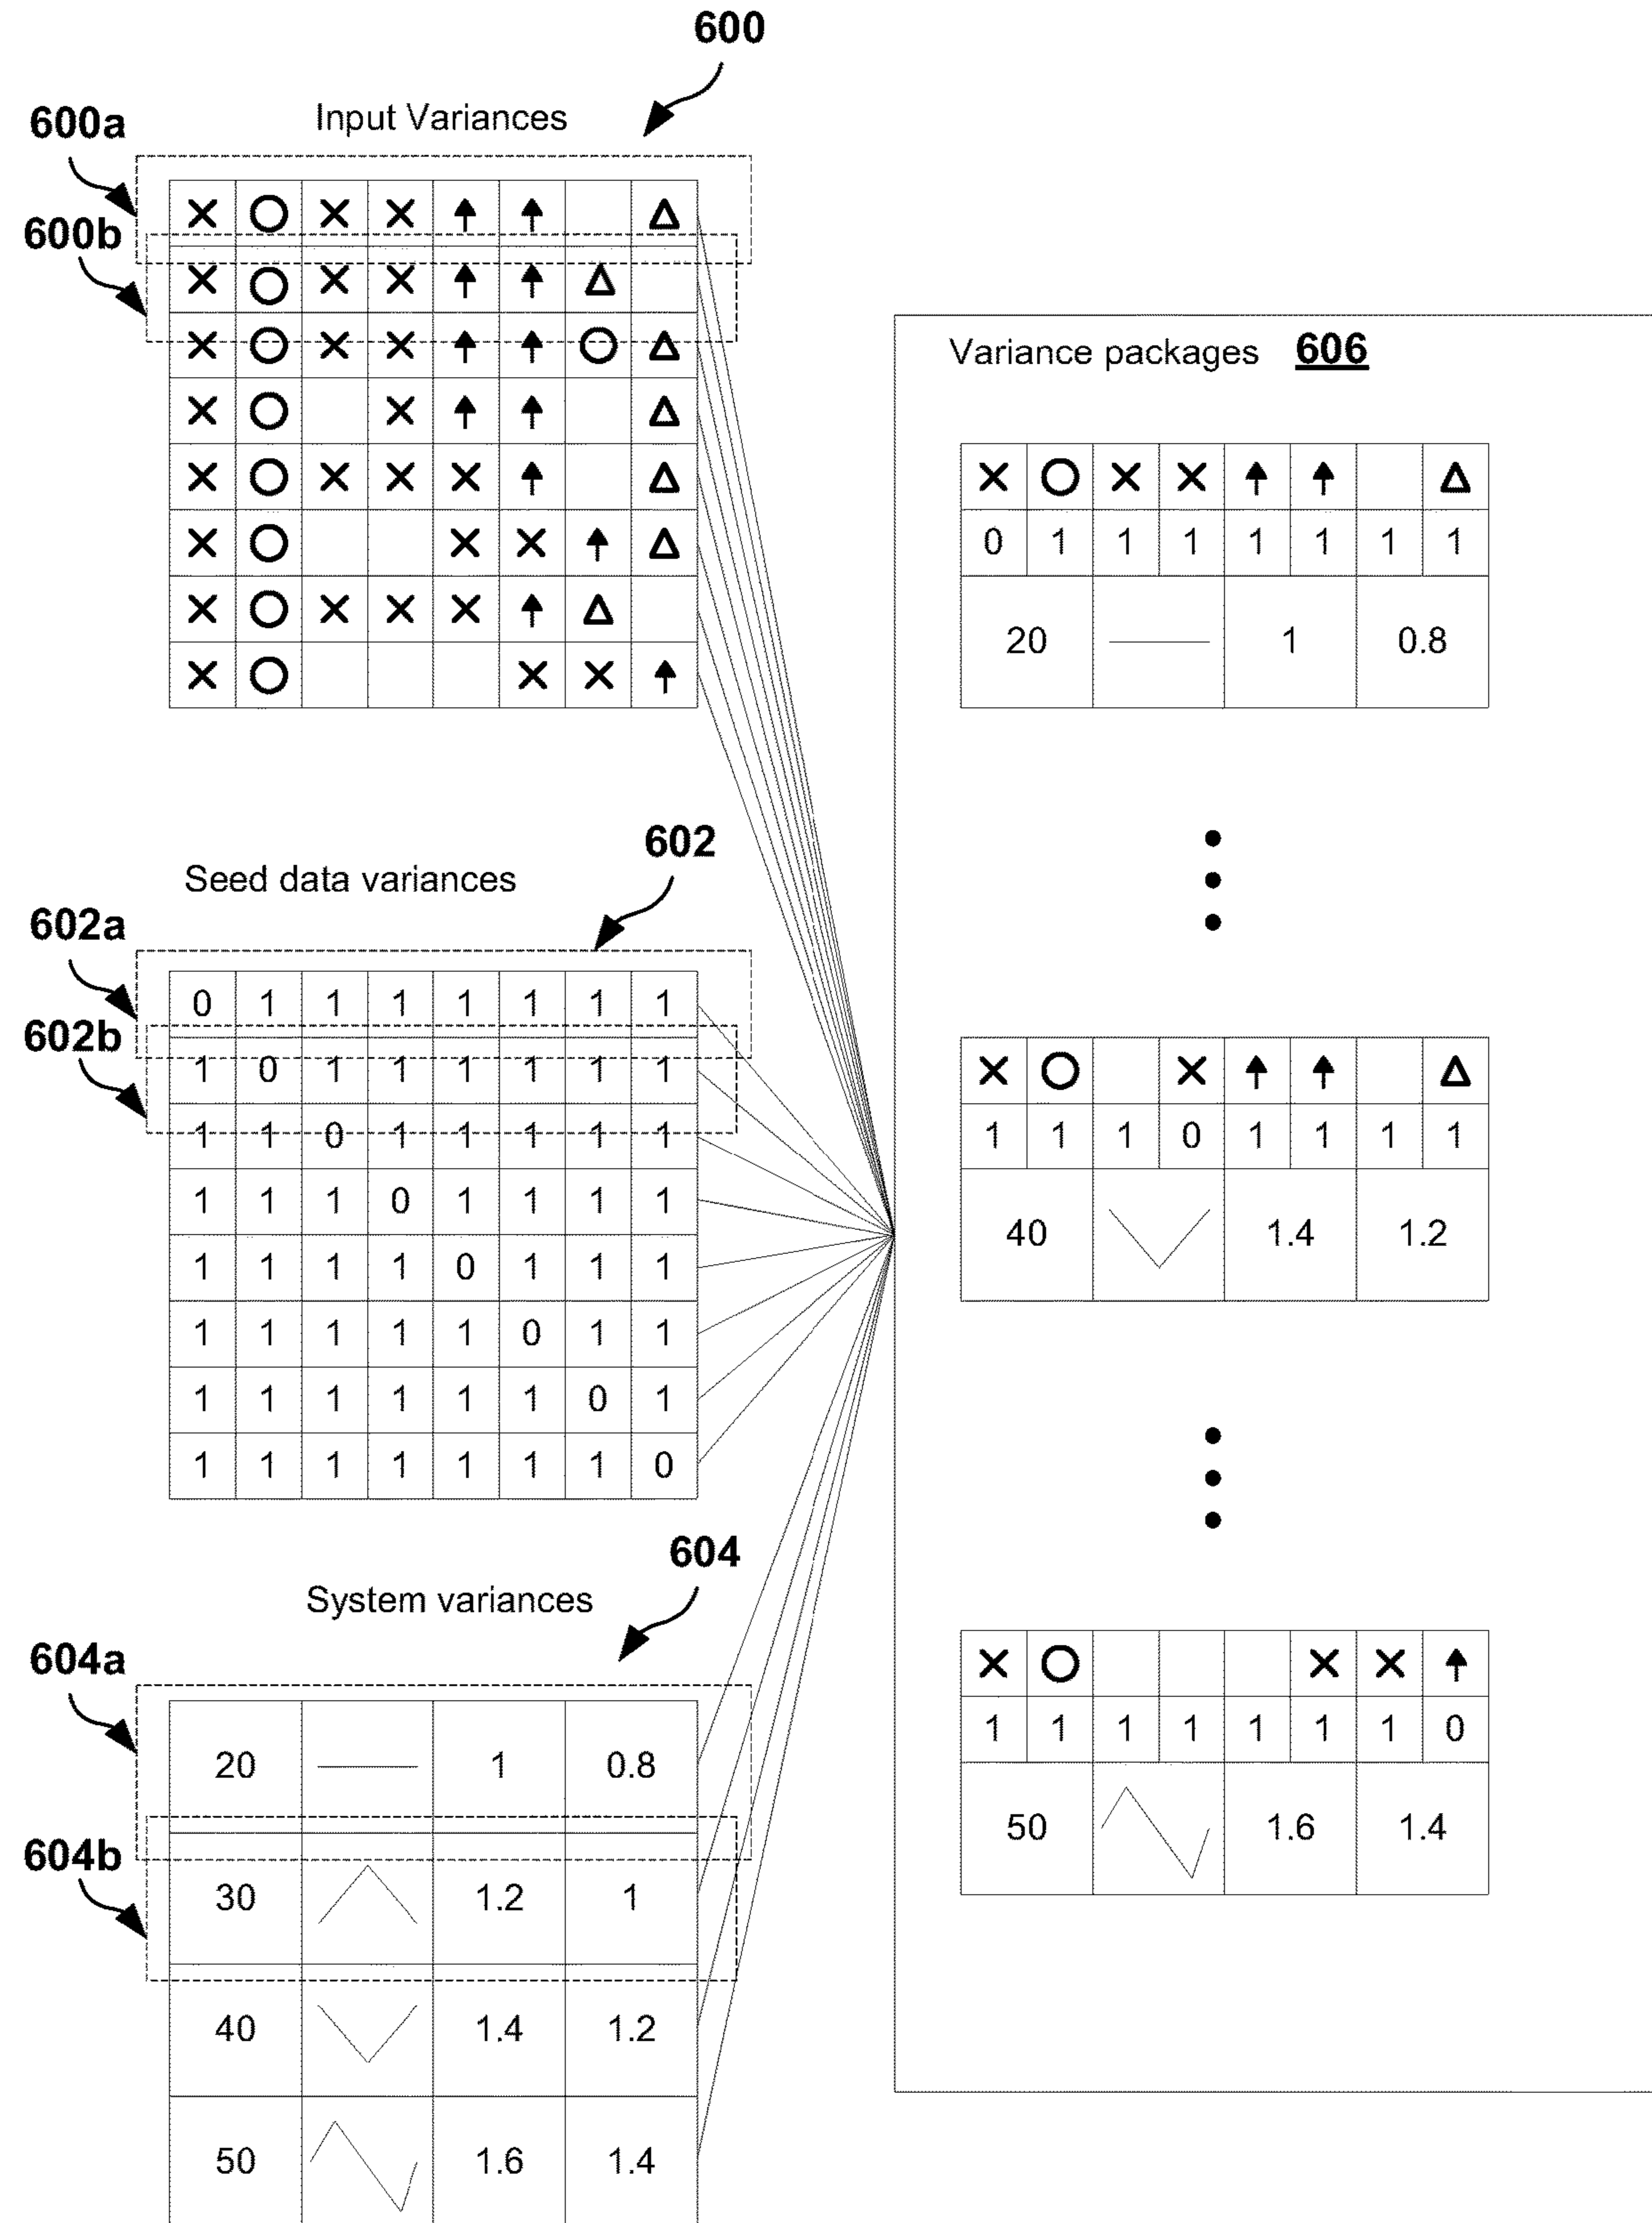 600
Input Variances
600a
600b
X O X X ↑ ↑ Δ
X O X X ↑ ↑ Δ
X O X X ↑ ↑ O Δ
X O X ↑ ↑ Δ
X O X X X ↑ Δ
X O X X ↑ Δ
X O X X X ↑ Δ
X O X X ↑
602
Seed data variances
602a
602b
0 1 1 1 1 1 1 1
1 0 1 1 1 1 1 1
1 1 0 1 1 1 1 1
1 1 1 0 1 1 1 1
1 1 1 1 0 1 1 1
1 1 1 1 1 0 1 1
1 1 1 1 1 1 0 1
1 1 1 1 1 1 1 0
604
System variances
604a
604b
20 1 0.8
30 1.2 1
40 1.4 1.2
50 1.6 1.4
Variance packages 606
X O X X ↑ ↑ Δ
0 1 1 1 1 1 1 1
20 1 0.8
X O X ↑ ↑ Δ
1 1 1 0 1 1 1 1
40 1.4 1.2
X O X X ↑
1 1 1 1 1 1 1 0
50 1.6 1.4